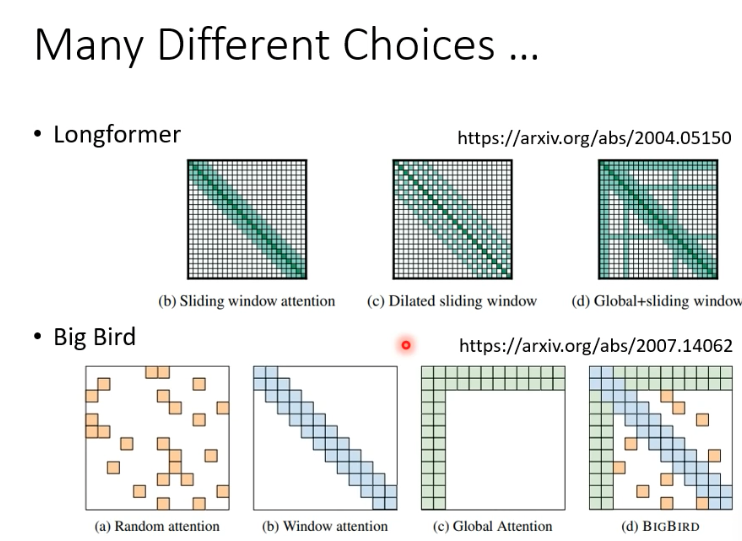 Many Different Choices ...
• Longformer
https://arxiv.org/abs/2004.05150
(b) Sliding window attention
(c) Dilated sliding window
(d) Global+sliding window
• Big Bird
https://arxiv.org/abs/2007.14062
(a) Random attention
(b) Window attention
(c) Global Attention
(d) BIGBIRD